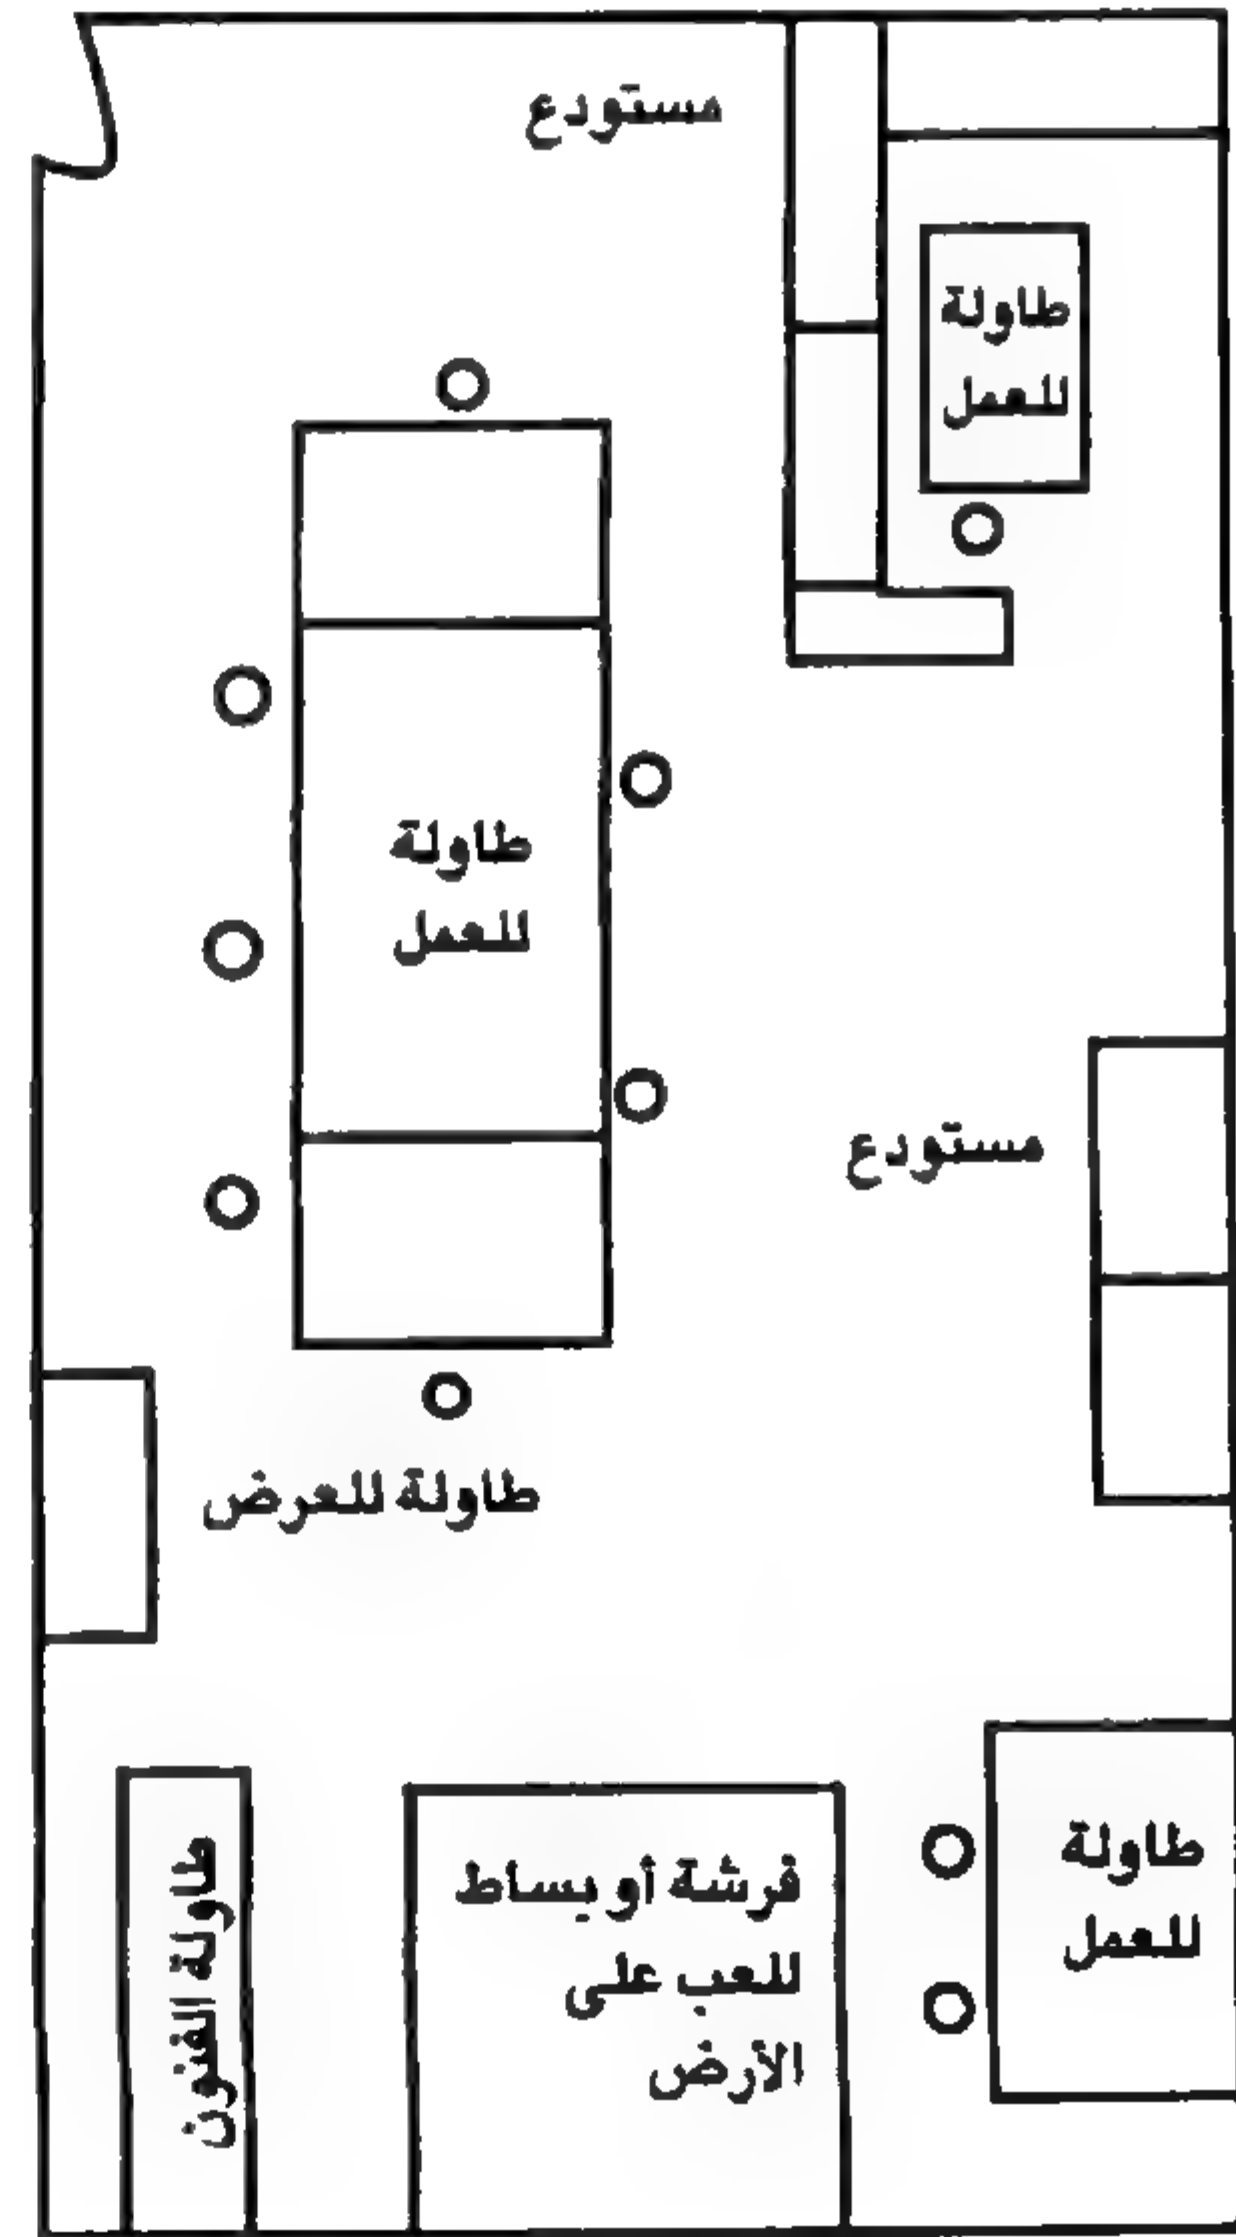 مستودع
طاولة
للعمل
طاولة
للعمل
مستودع
طاولة للعرض
طاولة
للعمل
فرشة أو بساط
للعب على
الأرض
طاولة الفنون